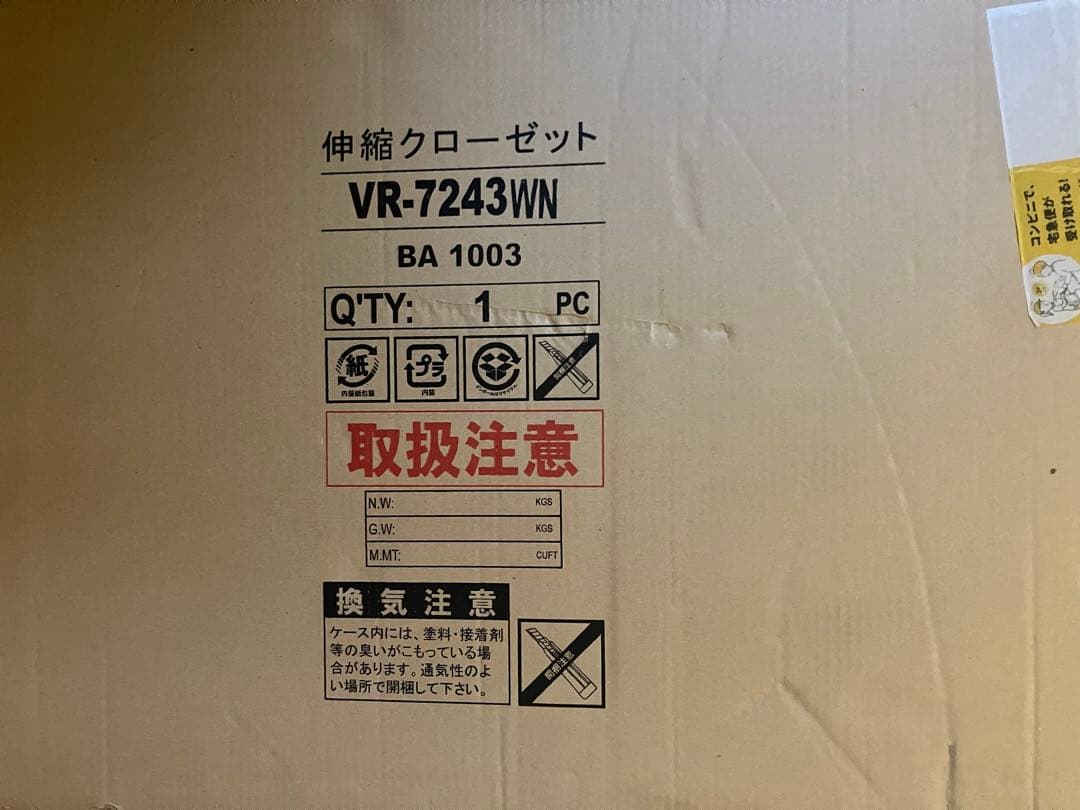 伸縮クローゼット
VR-7243WN
BA 1003
Q'TY: 1 PC
紙
内装紙包装
プラ
内装
取扱注意
N.W: KGS
G.W: KGS
M.MT: CUFT
換気注意
ケース内には、塗料・接着剤
等の臭いがこもっている場
合があります。通気性のよ
い場所で開梱して下さい。
開梱注意
コンビニで、
宅急便が
受け取れる!